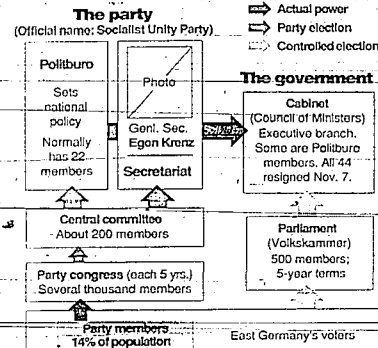 The party
(Official name: Socialist Unity Party)
Actual power
Party election
Controlled election
Politburo
Sets
national
policy
Normally
has 22
members
Photo
Genl. Sec.
Egon Krenz
Secretariat
The government
Cabinet
(Council of Ministers)
Executive branch.
Some are Politburo
members. All 44
resigned Nov. 7.
Central committee
About 200 members
Parliament
(Volkskammer)
500 members;
5-year terms
Party congress (each 5 yrs.)
Several thousand members
Party members
14% of population
East Germany's voters